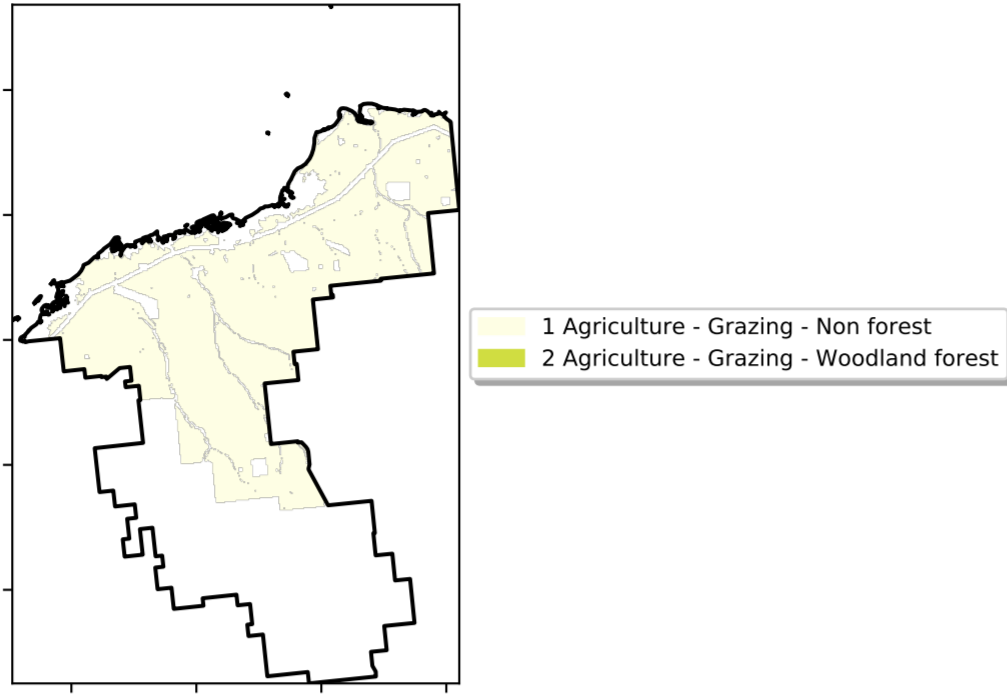 1 Agriculture - Grazing - Non forest
2 Agriculture - Grazing - Woodland forest